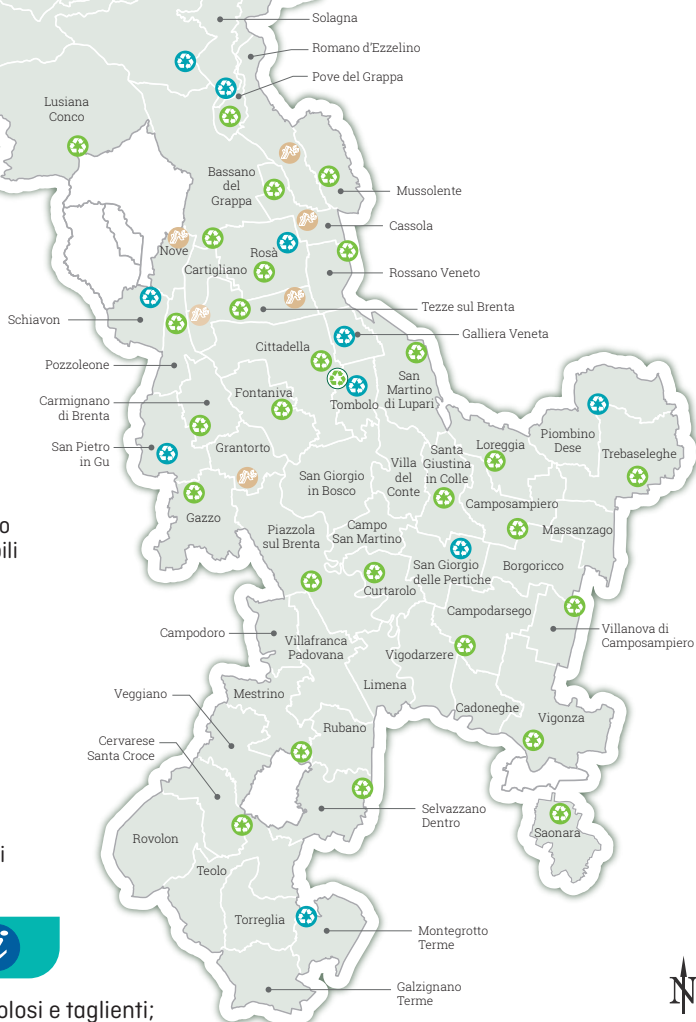 Solagna
Romano d'Ezzelino
Pove del Grappa
Lusiana
Conco
Bassano
del
Grappa
Mussolente
Cassola
Nove
Rosà
Cartigliano
Rossano Veneto
Tezze sul Brenta
Schiavon
Galliera Veneta
Cittadella
Pozzoleone
San
Martino
di Lupari
Carmignano
di Brenta
Fontaniva
Tombolo
San Pietro
in Gu
Grantorto
Piombino
Dese
Loreggia
Trebaseleghe
Santa
Giustina
in Colle
Villa
del
Conte
San Giorgio
in Bosco
Camposampiero
Gazzo
Massanzago
Campo
San Martino
Piazzola
sul Brenta
o
ili
San Giorgio
delle Pertiche
Borgoricco
Curtarolo
Campodarsego
Campodoro
Villafranca
Padovana
Villanova di
Camposampiero
Vigodarzere
Limena
Veggiano
Mestrino
Cadoneghe
Vigonza
Rubano
Cervarese
Santa Croce
Selvazzano
Dentro
Saonara
Rovolon
i
Teolo
Torreglia
i
Montegrotto
Terme
Galzignano
Terme
N
olosi e taglienti;